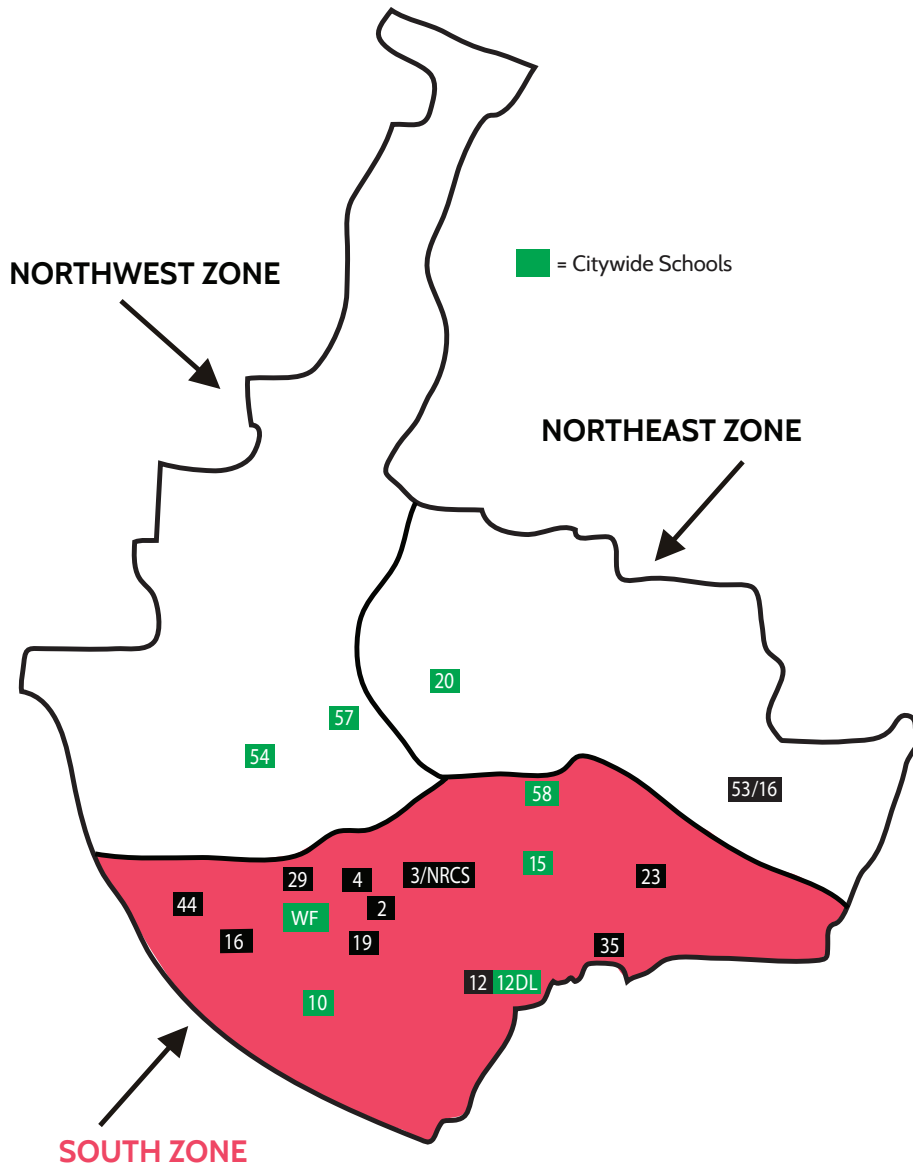 NORTHWEST ZONE
= Citywide Schools
NORTHEAST ZONE
20
57
54
58
53/16
15
29
4
3/NRCS
23
44
WF
2
16
19
35
12
12DL
10
SOUTH ZONE